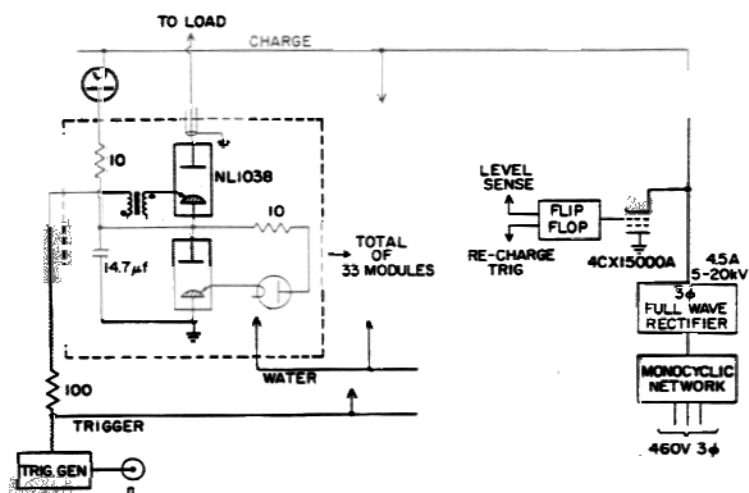 TO LOAD
CHARGE
10
NL1038
10
14.7μf
TOTAL
OF
33 MODULES
WATER
100
TRIGGER
TRIG. GEN
LEVEL
SENSE
FLIP
FLOP
RE-CHARGE
TRIG
4CX15000A
4.5A
5-20kV
3ϕ
FULL WAVE
RECTIFIER
MONOCYCLIC
NETWORK
460V 3ϕ